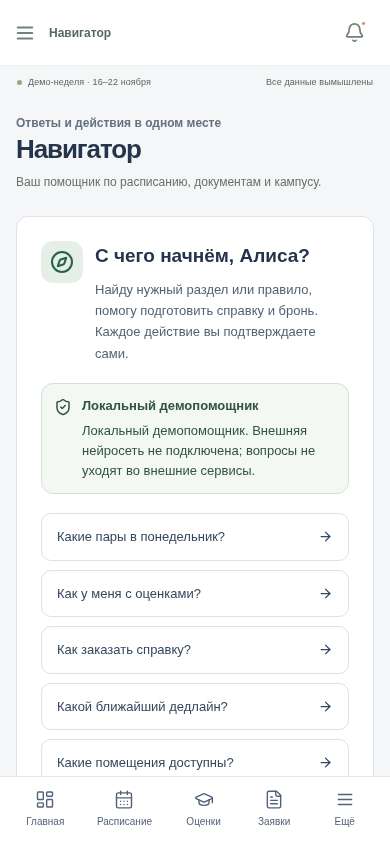 Навигатор
Демо-неделя · 16–22 ноября
Все данные вымышлены
Ответы и действия в одном месте
Навигатор
Ваш помощник по расписанию, документам и кампусу.
С чего начнём, Алиса?
Найду нужный раздел или правило,
помогу подготовить справку и бронь.
Каждое действие вы подтверждаете
сами.
Локальный демопомощник
Локальный демопомощник. Внешняя
нейросеть не подключена; вопросы не
уходят во внешние сервисы.
Какие пары в понедельник?
Как у меня с оценками?
Как заказать справку?
Какой ближайший дедлайн?
Какие помещения доступны?
Главная
Расписание
Оценки
Заявки
Ещё